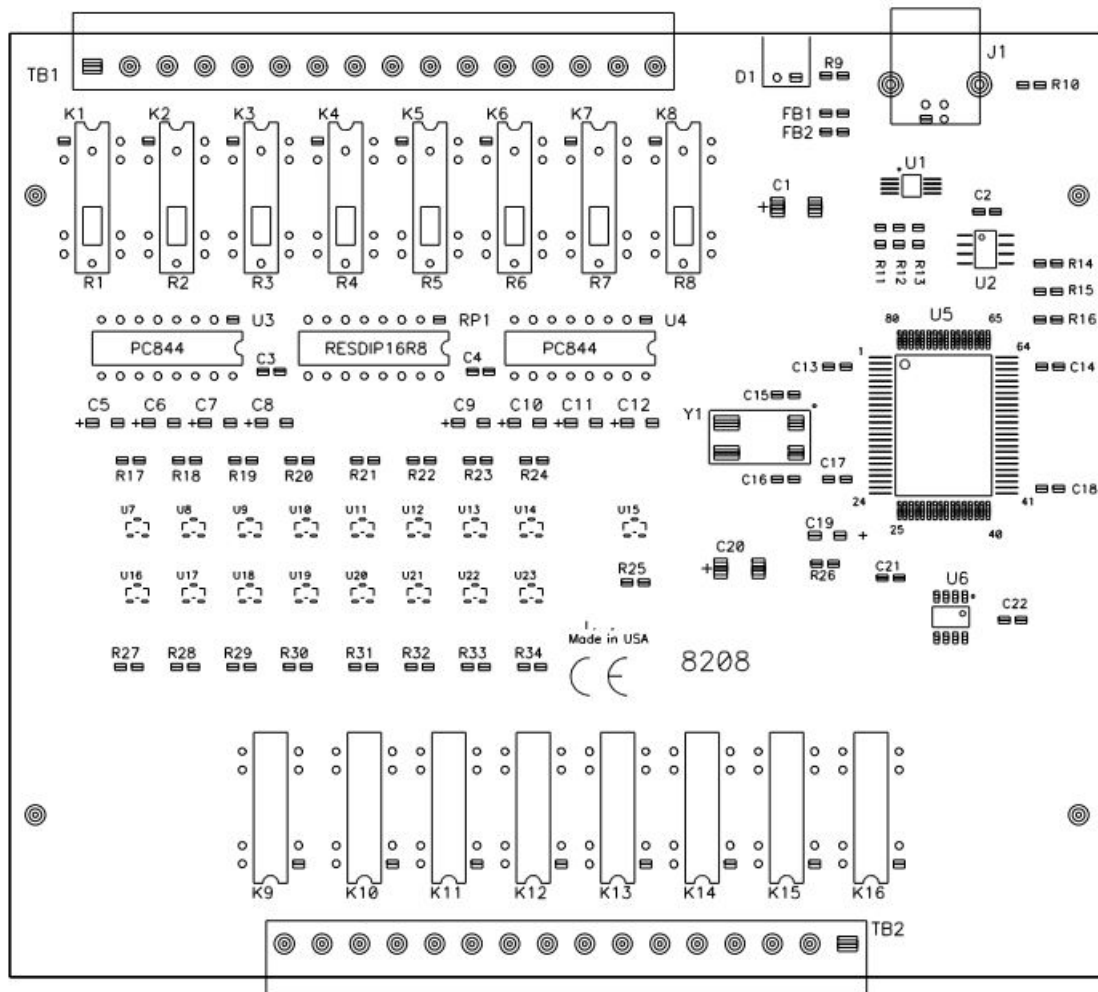 TB1 D1 R9 J1 R10
FB1
FB2
K1 K2 K3 K4 K5 K6 K7 K8
U1
C1 C2
+
R11 R12 R13
U2
R14
R15
R16
R1 R2 R3 R4 R5 R6 R7 R8
U3 RP1 U4
80 U5 65
PC844 RESDIP16R8 PC844
C3 C4
1 64
C13 C14
C15
Y1
C5 C6 C7 C8 C9 C10 C11 C12
+ + + + + + + +
R17 R18 R19 R20 R21 R22 R23 R24
C16 C17 C18
24 41
25 40
U7 U8 U9 U10 U11 U12 U13 U14 U15
C19
+
C20
+
R25 R26 C21
U16 U17 U18 U19 U20 U21 U22 U23
U6
C22
Made in USA
R27 R28 R29 R30 R31 R32 R33 R34
CE 8208
K9 K10 K11 K12 K13 K14 K15 K16
TB2